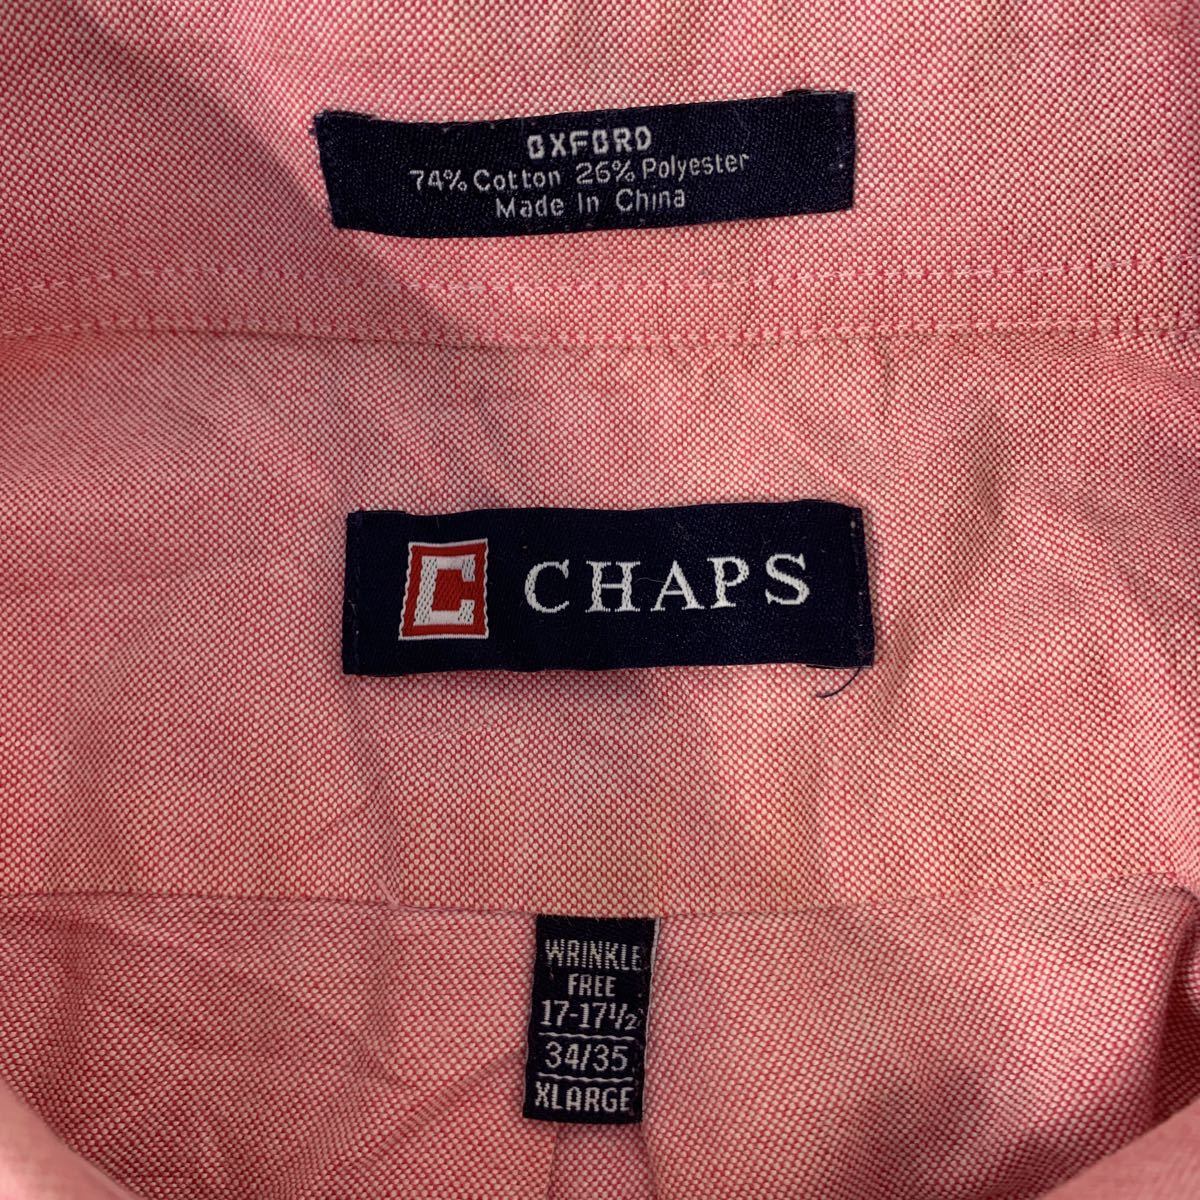 OXFORD
74% Cotton 26% Polyester
Made In China
C CHAPS
WRINKLE
FREE
17-17½
34/35
XLARGE